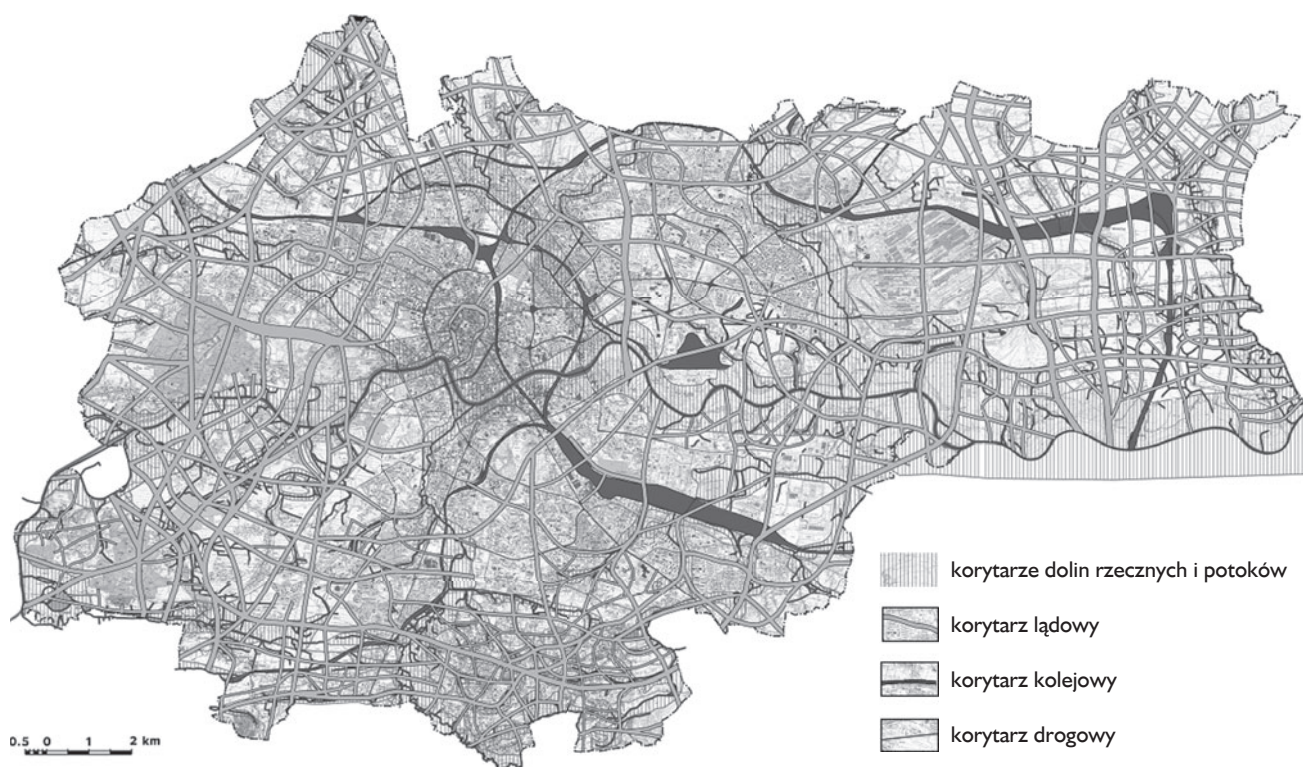 korytarze dolin rzecznych i potoków
korytarz lądowy
korytarz kolejowy
korytarz drogowy
0.5 0 1 2 km